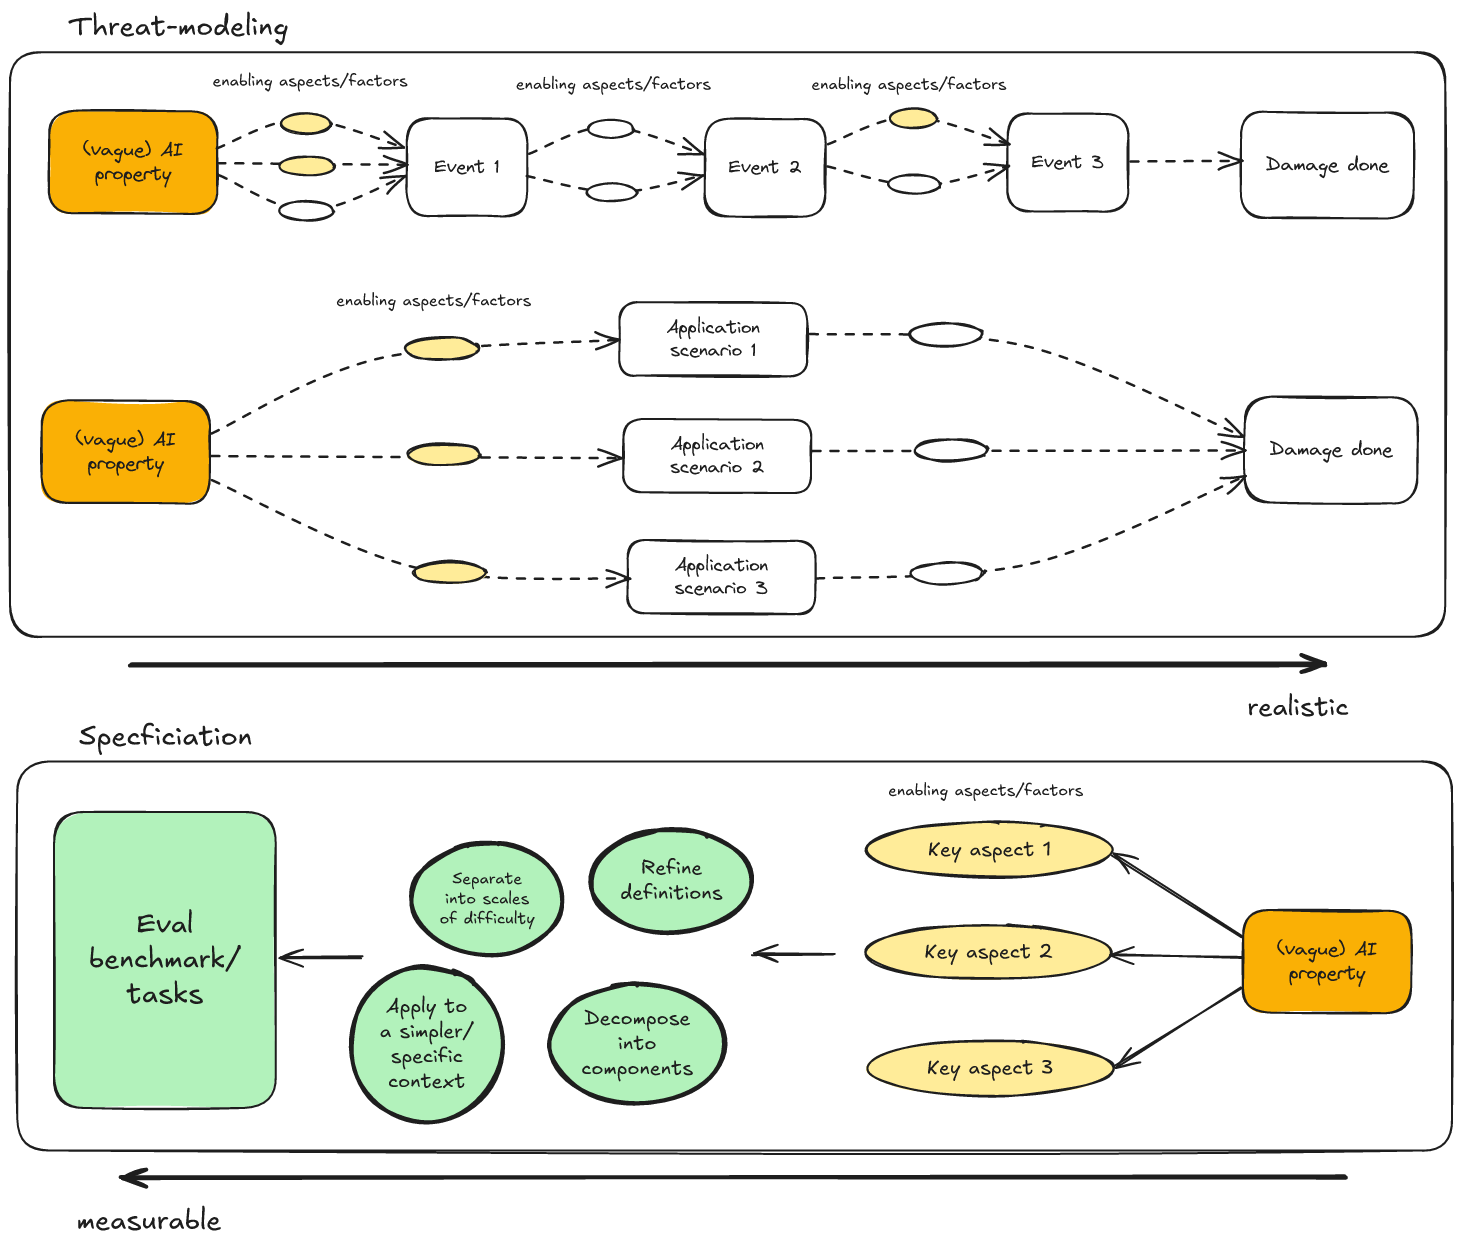 Threat-modeling
enabling aspects/factors
enabling aspects/factors
enabling aspects/factors
(vague) AI
property
Event 1
Event 2
Event 3
Damage done
enabling aspects/factors
Application
scenario 1
(vague) AI
property
Application
scenario 2
Damage done
Application
scenario 3
realistic
Specficiation
enabling aspects/factors
Eval
benchmark/
tasks
Separate
into scales
of difficulty
Refine
definitions
Apply to
a simpler/
specific
context
Decompose
into
components
Key aspect 1
Key aspect 2
Key aspect 3
(vague) AI
property
measurable